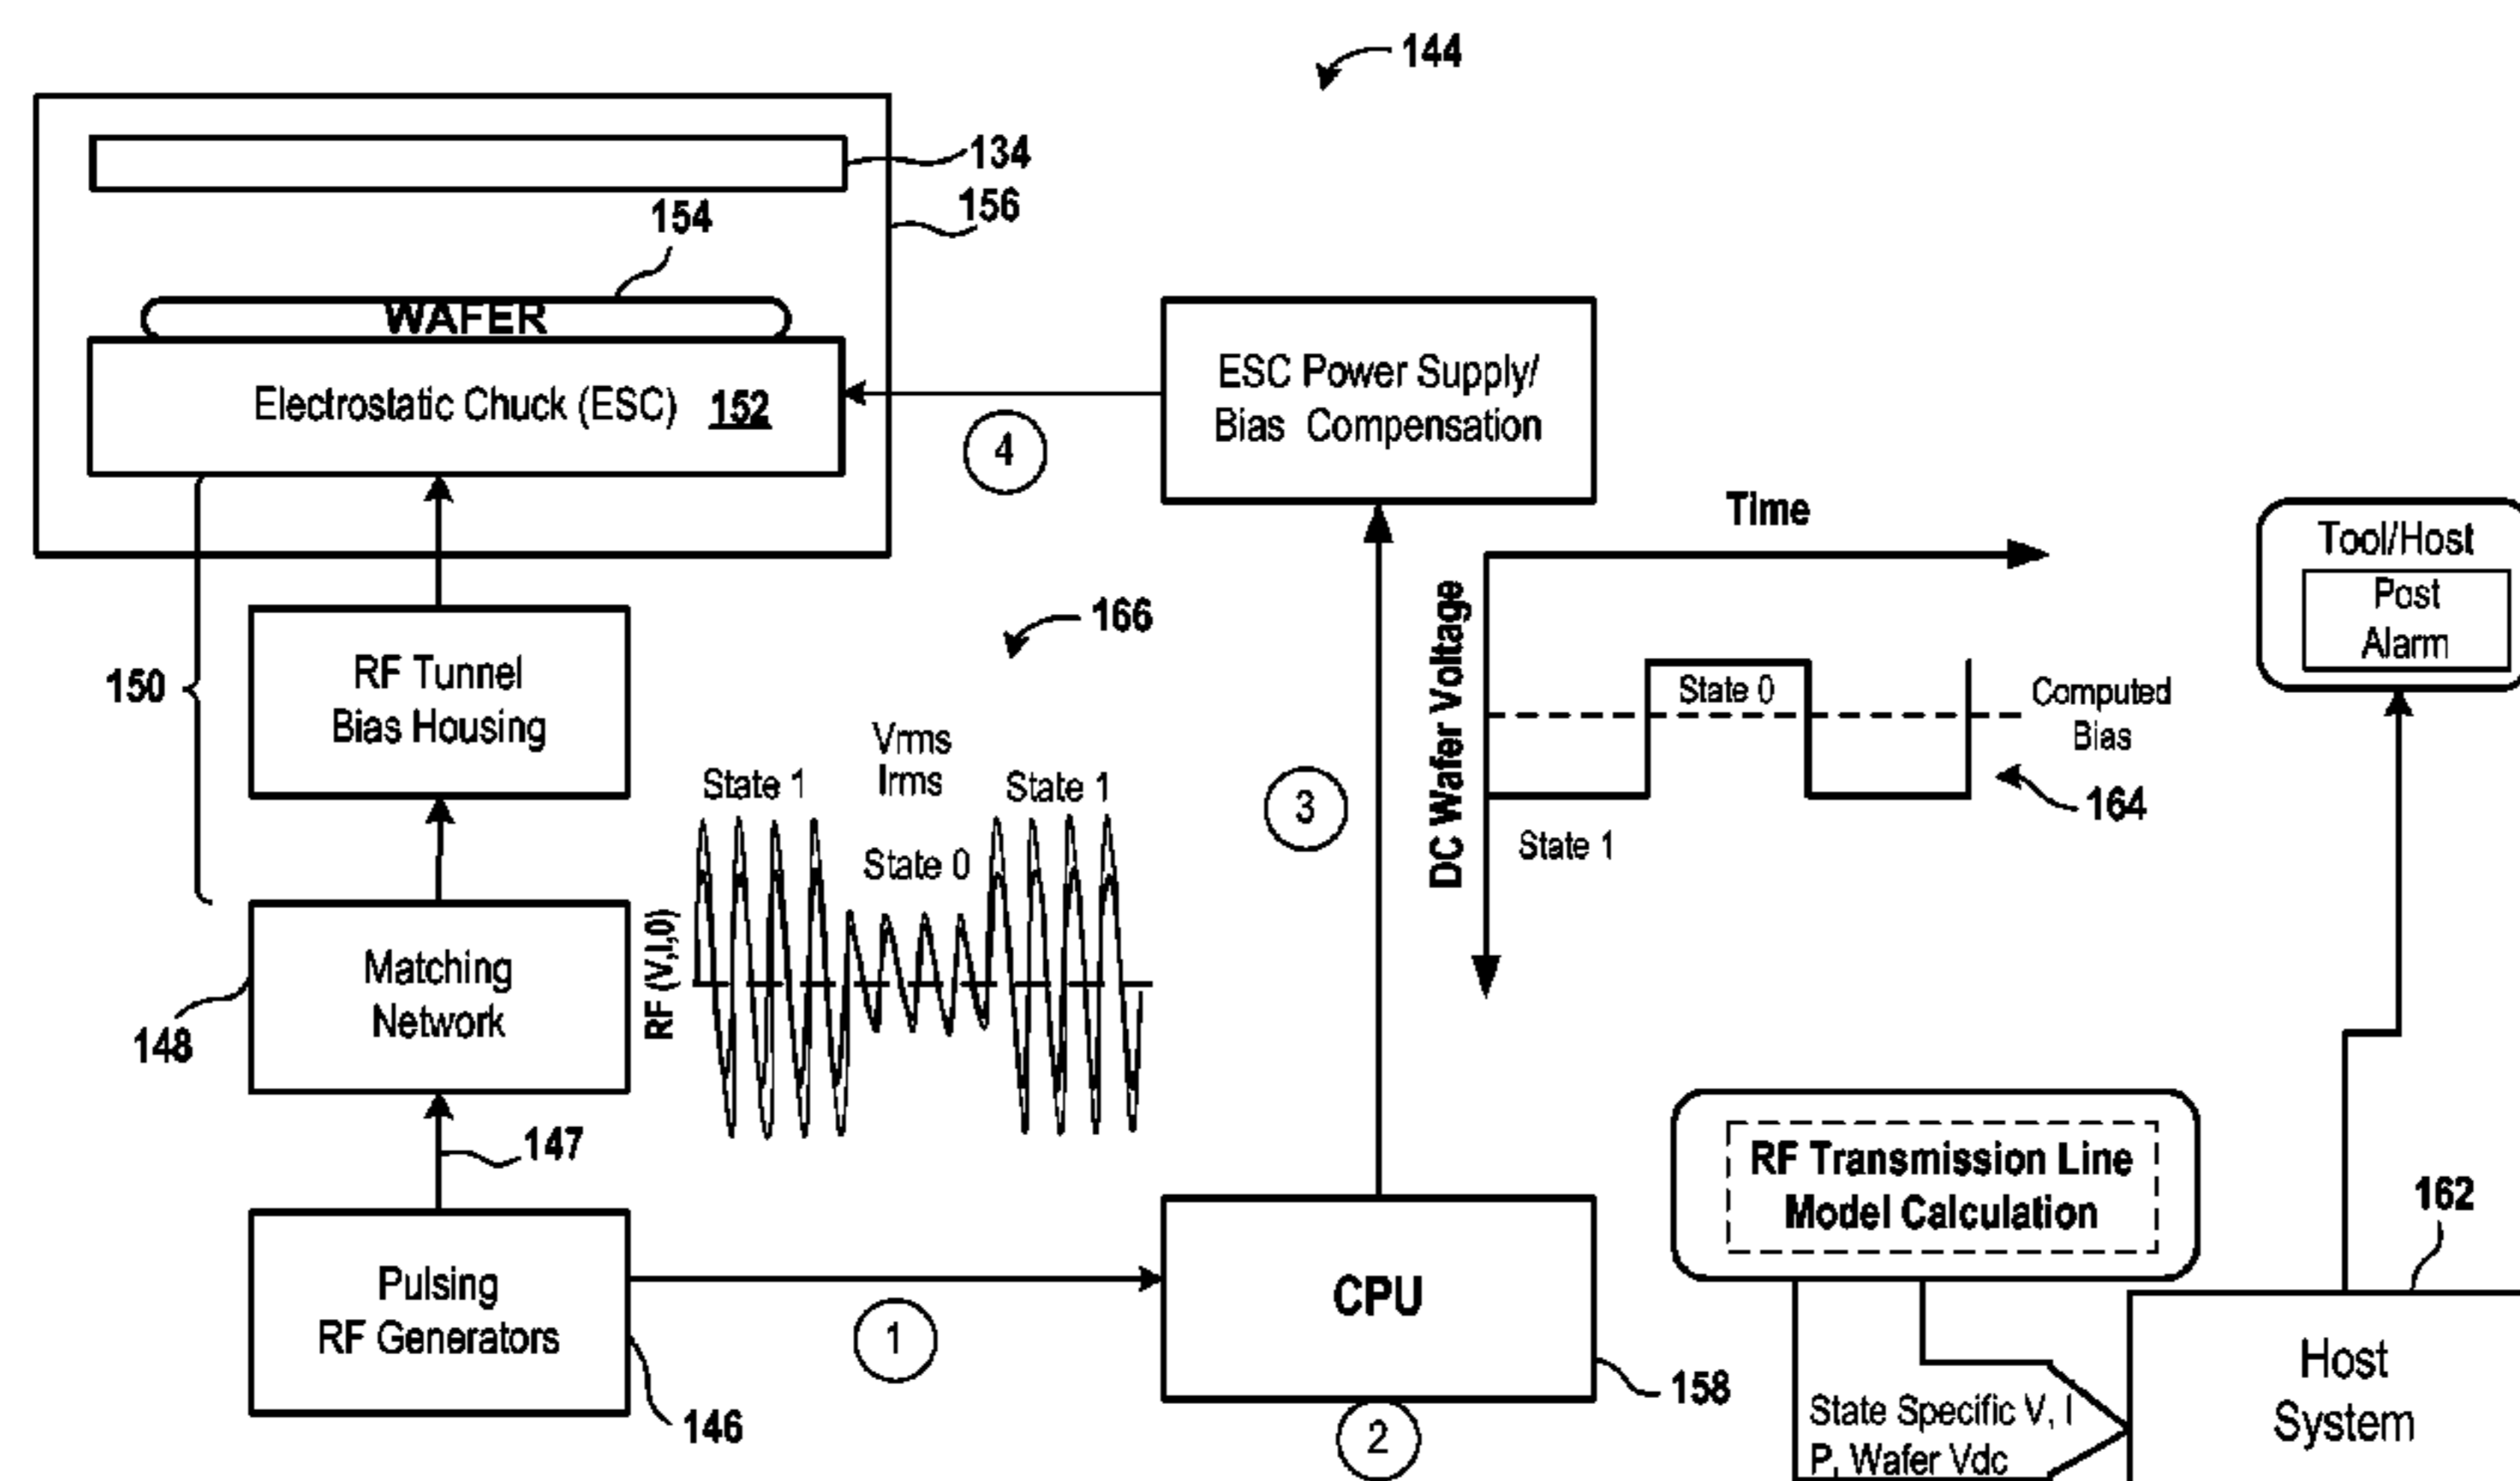 144
134
156
154
WAFER
Electrostatic Chuck (ESC) 152
ESC Power Supply/
Bias Compensation
4
Time
Tool/Host
Post
Alarm
166
DC Wafer Voltage
RF Tunnel
Bias Housing
150
State 0
Computed
Bias
Vrms
Irms
State 1
State 1
3
164
State 1
State 0
Matching
Network
RF (V,I,0)
148
147
RF Transmission Line
Model Calculation
162
Pulsing
RF Generators
CPU
1
Host
System
158
146
State Specific V, I
P, Wafer Vdc
2